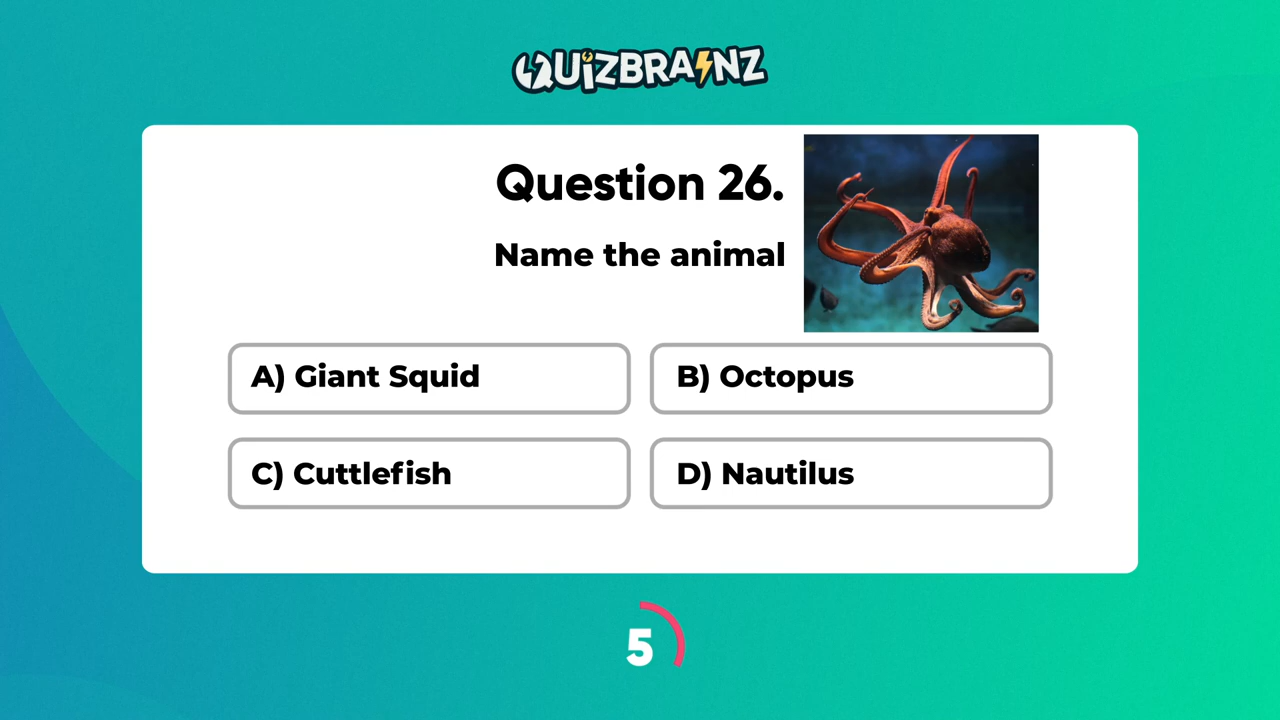 QUIZBRAINZ
Question 26.
Name the animal
A) Giant Squid
B) Octopus
C) Cuttlefish
D) Nautilus
5